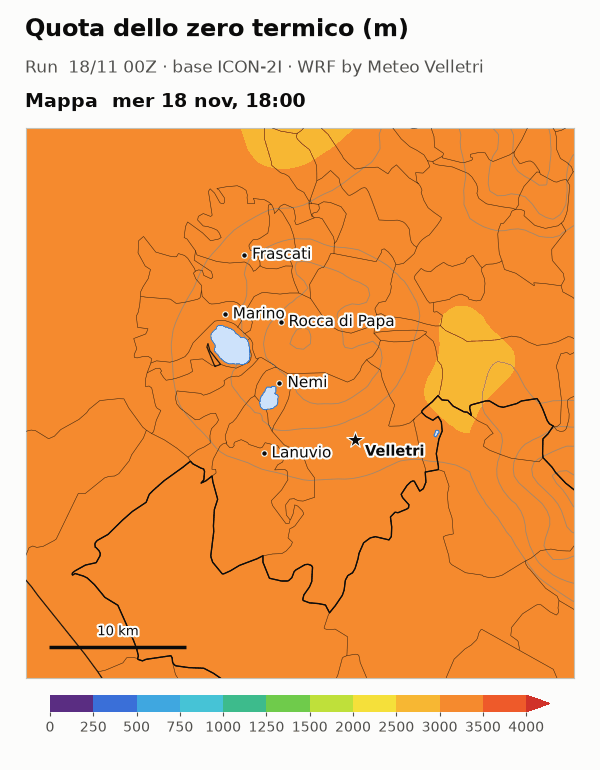 Quota dello zero termico (m)
Run  18/11 00Z · base ICON-2I · WRF by Meteo Velletri
Mappa  mer 18 nov, 18:00
Frascati
Marino
Rocca di Papa
Nemi
Velletri
Lanuvio
10 km
0 250 500 750 1000 1250 1500 2000 2500 3000 3500 4000